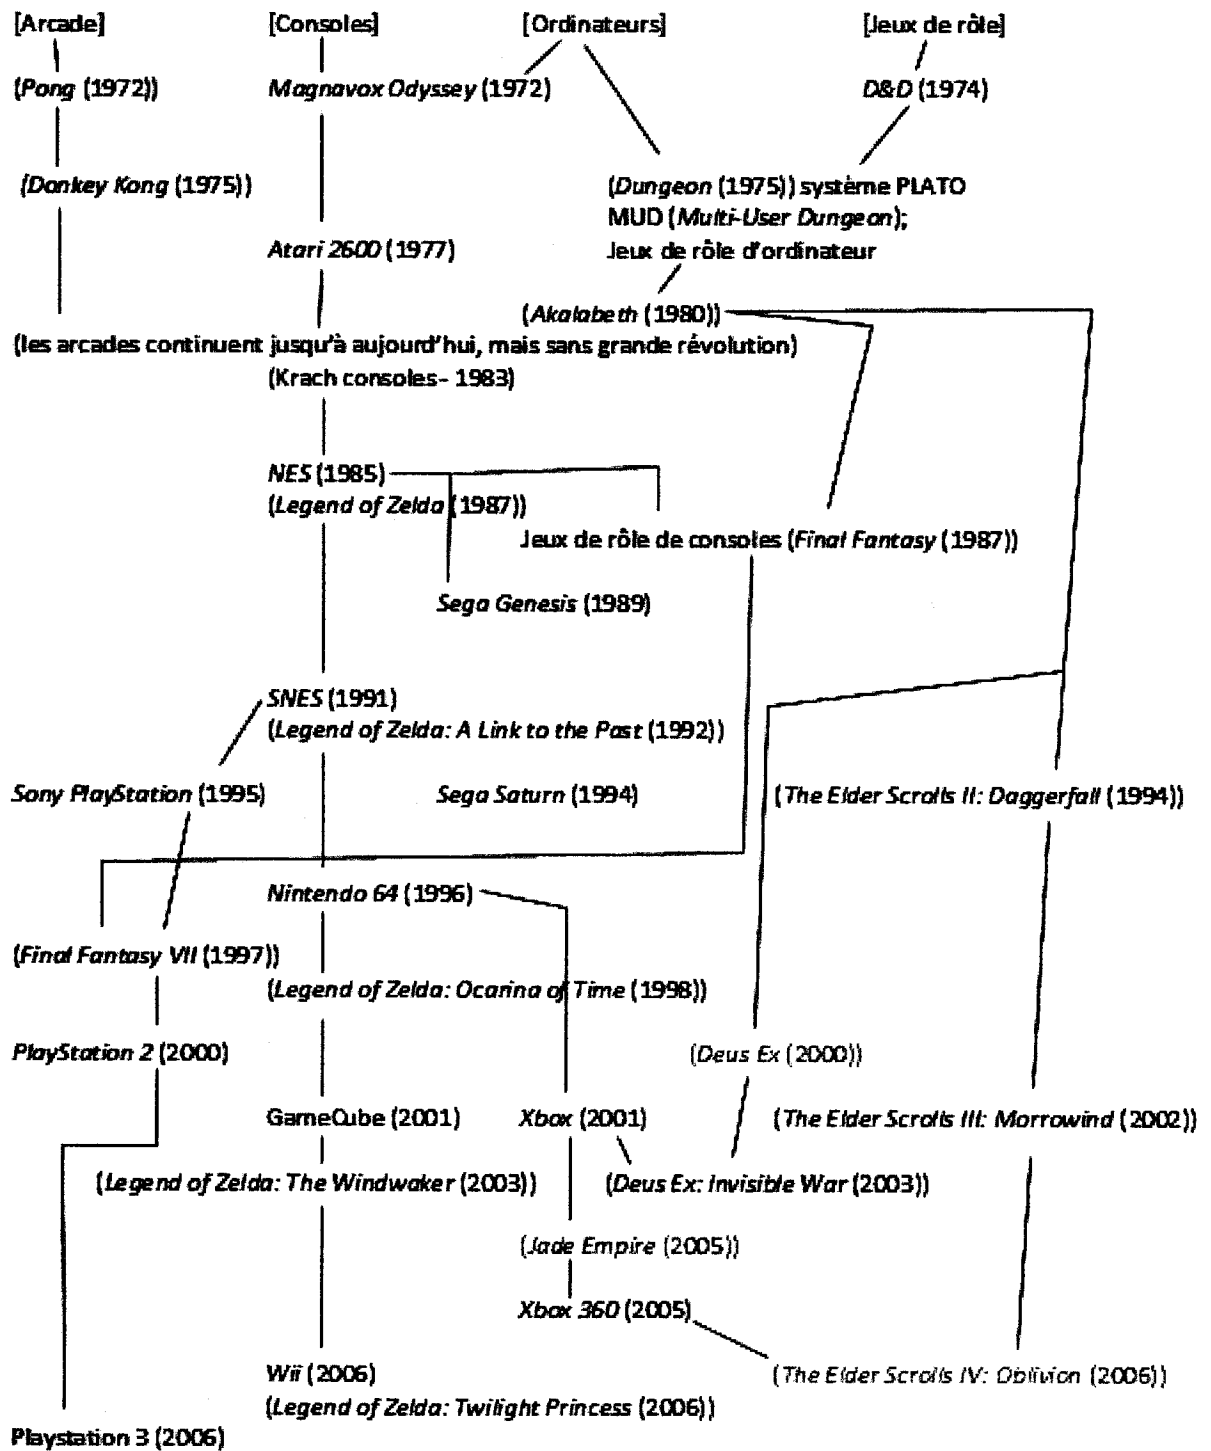 [Arcade] [Consoles] [Ordinateurs] [Jeux de rôle]
(Pong (1972)) Magnavox Odyssey (1972) D&D (1974)
(Donkey Kong (1975)) (Dungeon (1975)) système PLATO
MUD (Multi-User Dungeon);
Atari 2600 (1977) Jeux de rôle d'ordinateur
(Akalabeth (1980))
(les arcades continuent jusqu'à aujourd'hui, mais sans grande révolution)
(Krach consoles- 1983)
NES (1985)
(Legend of Zelda (1987))
Jeux de rôle de consoles (Final Fantasy (1987))
Sega Genesis (1989)
SNES (1991)
(Legend of Zelda: A Link to the Past (1992))
Sony PlayStation (1995) Sega Saturn (1994) (The Elder Scrolls II: Daggerfall (1994))
Nintendo 64 (1996)
(Final Fantasy VII (1997))
(Legend of Zelda: Ocarina of Time (1998))
PlayStation 2 (2000) (Deus Ex (2000))
GameCube (2001) Xbox (2001) (The Elder Scrolls III: Morrowind (2002))
(Legend of Zelda: The Windwaker (2003)) (Deus Ex: Invisible War (2003))
(Jade Empire (2005))
Xbox 360 (2005)
Wii (2006) (The Elder Scrolls IV: Oblivion (2006))
(Legend of Zelda: Twilight Princess (2006))
Playstation 3 (2006)